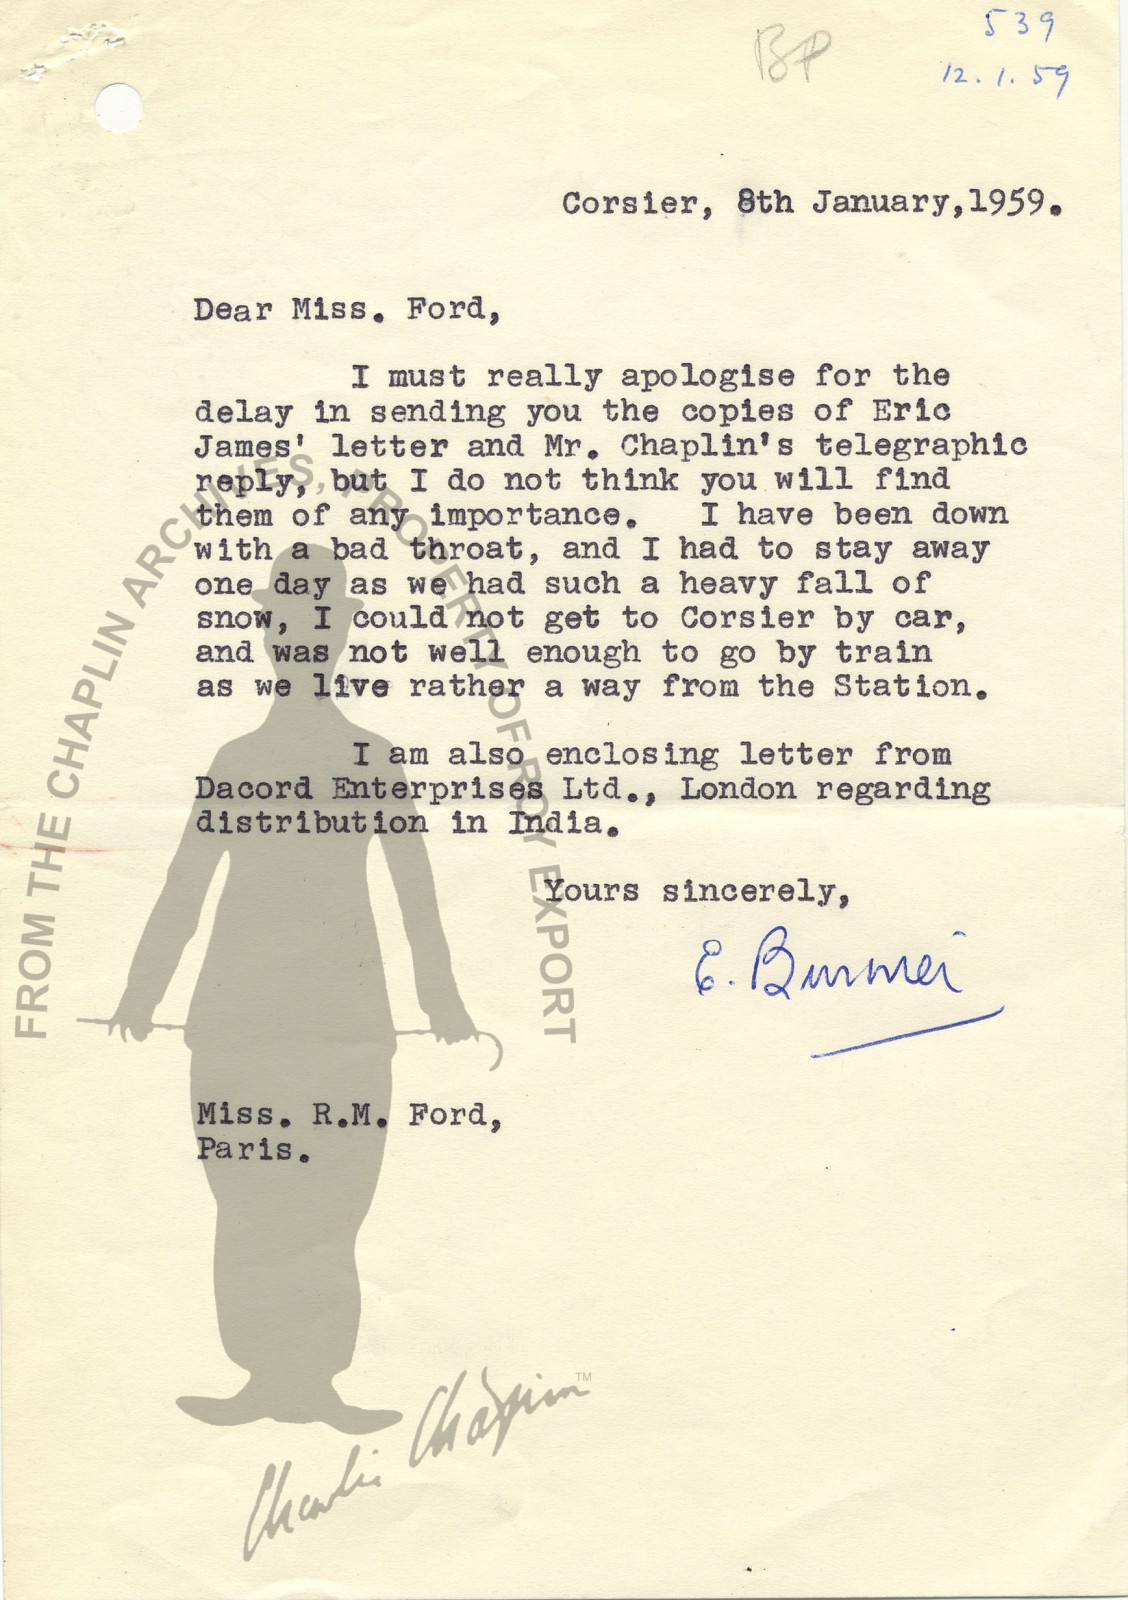 BP
539
12.1.59
Corsier, 8th January,1959.
Dear Miss. Ford,
I must really apologise for the
delay in sending you the copies of Eric
James' letter and Mr. Chaplin's telegraphic
reply, but I do not think you will find
them of any importance. I have been down
with a bad throat, and I had to stay away
one day as we had such a heavy fall of
snow, I could not get to Corsier by car,
and was not well enough to go by train
as we live rather a way from the Station.
I am also enclosing letter from
Dacord Enterprises Ltd., London regarding
distribution in India.
Yours sincerely,
E.
Miss. R.M. Ford,
Paris.
FROM THE CHAPLIN ARCHIVES, PROPERTY OF ROY EXPORT
Charlie Chaplin TM